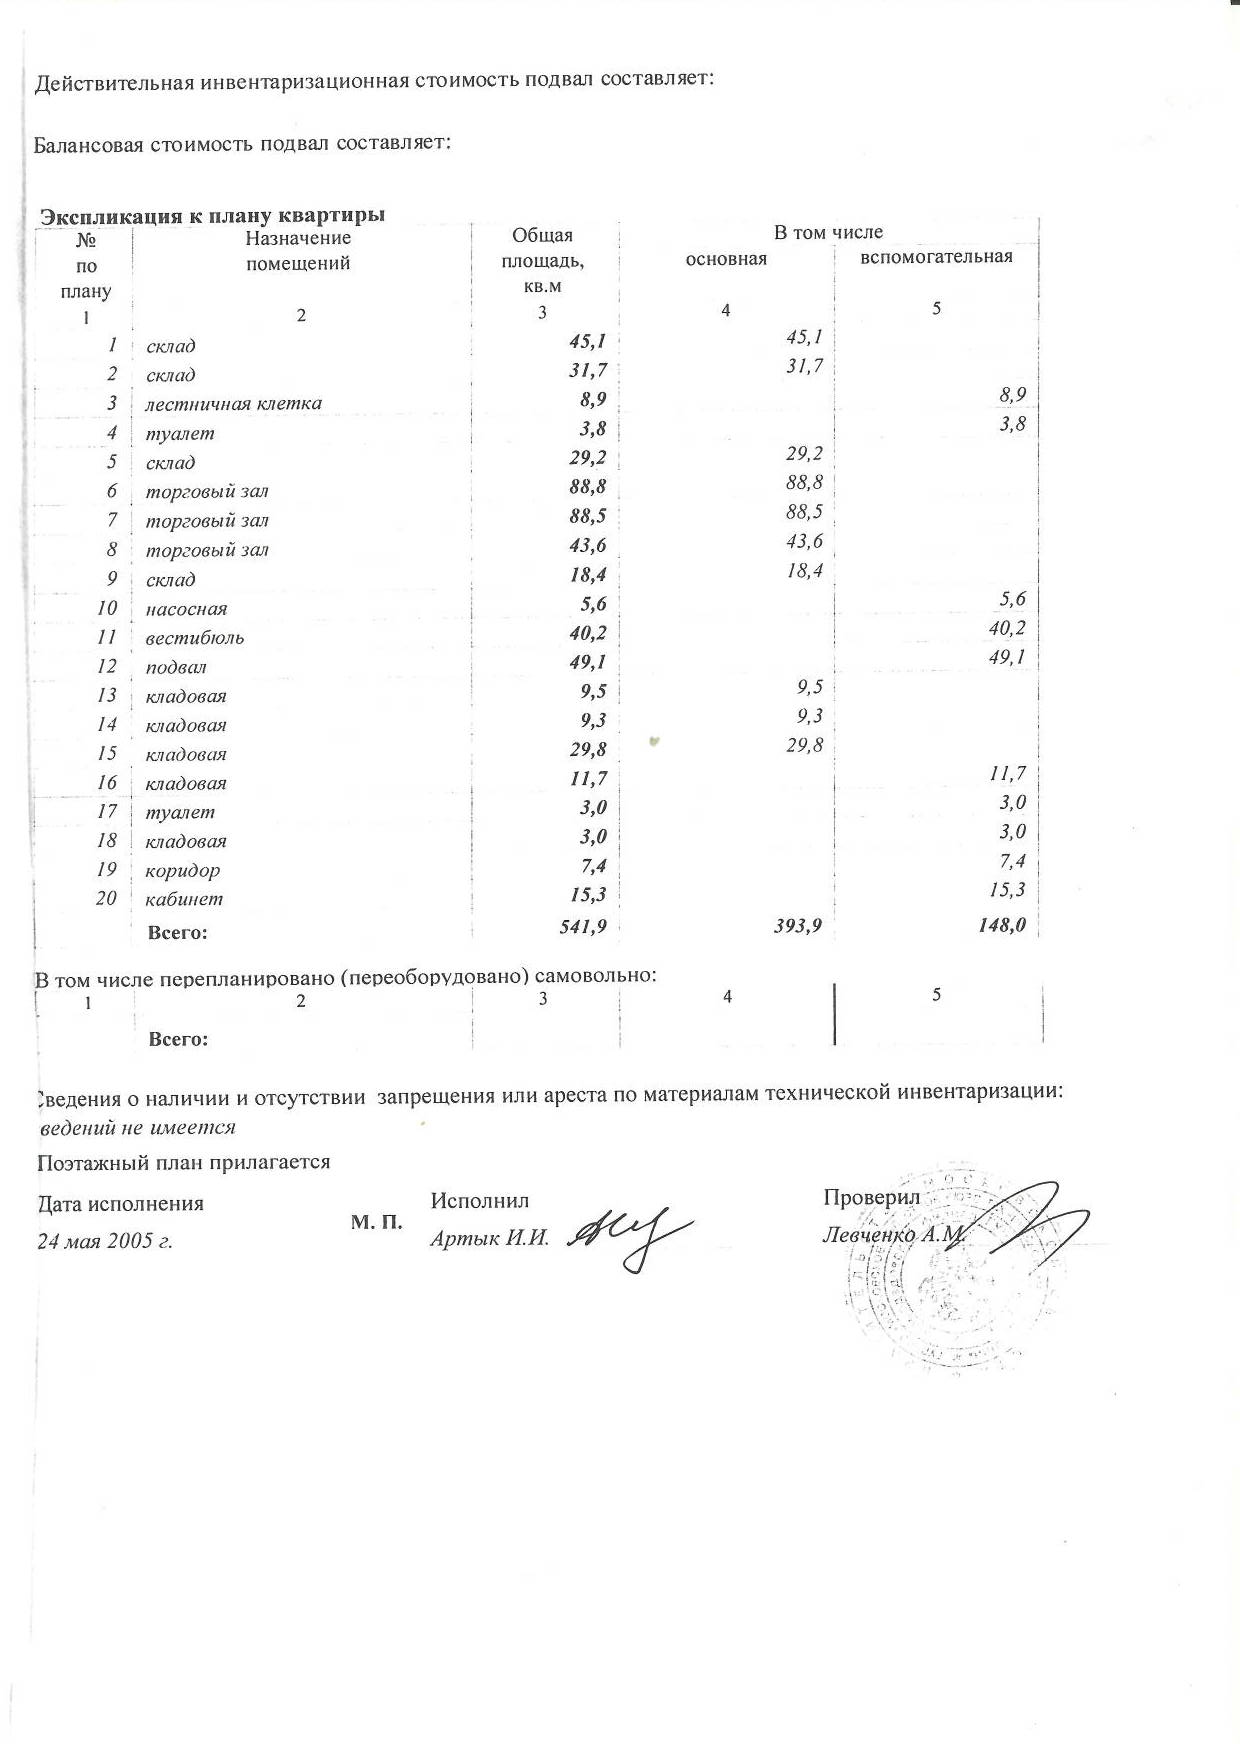 Действительная инвентаризационная стоимость подвал составляет:
Балансовая стоимость подвал составляет:
Экспликация к плану квартиры
№ по плану Назначение помещений Общая площадь, кв.м В том числе
основная вспомогательная
1 2 3 4 5
1 склад 45,1 45,1
2 склад 31,7 31,7
3 лестничная клетка 8,9 8,9
4 туалет 3,8 3,8
5 склад 29,2 29,2
6 торговый зал 88,8 88,8
7 торговый зал 88,5 88,5
8 торговый зал 43,6 43,6
9 склад 18,4 18,4
10 насосная 5,6 5,6
11 вестибюль 40,2 40,2
12 подвал 49,1 49,1
13 кладовая 9,5 9,5
14 кладовая 9,3 9,3
15 кладовая 29,8 29,8
16 кладовая 11,7 11,7
17 туалет 3,0 3,0
18 кладовая 3,0 3,0
19 коридор 7,4 7,4
20 кабинет 15,3 15,3
Всего: 541,9 393,9 148,0
В том числе перепланировано (переоборудовано) самовольно:
1 2 3 4 5
Всего:
Сведения о наличии и отсутствии запрещения или ареста по материалам технической инвентаризации:
ведений не имеется
Поэтажный план прилагается
Дата исполнения М. П. Исполнил Проверил
24 мая 2005 г. Артык И.И. Левченко А.М.